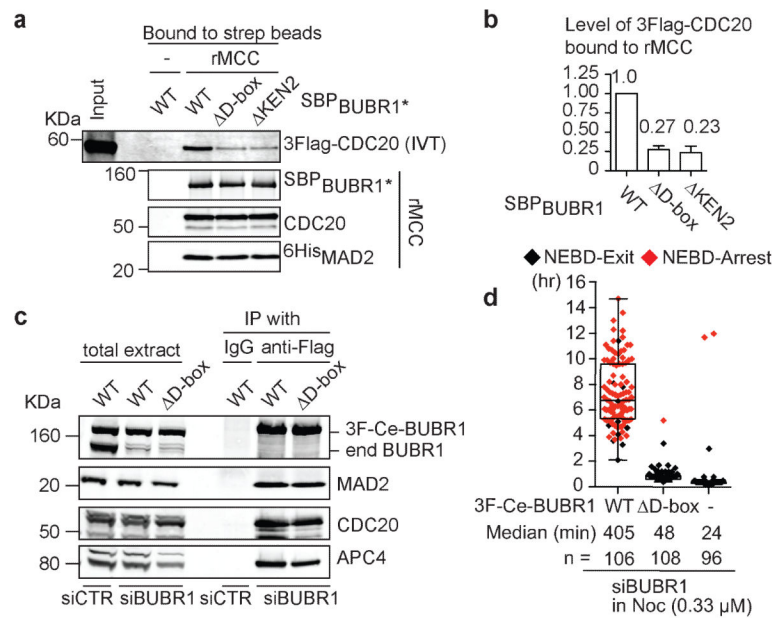 a
Bound to strep beads
- rMCC
Input WT WT ΔD-box ΔKEN2 SBPBUBR1*
KDa
60 3Flag-CDC20 (IVT)
160 SBPBUBR1*
50 CDC20
20 6HisMAD2
rMCC
b
Level of 3Flag-CDC20
bound to rMCC
1.25
1.00
0.75
0.50
0.25
0
1.0
0.27
0.23
SBPBUBR1 WT ΔD-box ΔKEN2
c
IP with
total extract IgG anti-Flag
WT WT ΔD-box WT WT ΔD-box
KDa
160 3F-Ce-BUBR1
end BUBR1
20 MAD2
50 CDC20
80 APC4
siCTR siBUBR1 siCTR siBUBR1
NEBD-Exit NEBD-Arrest
d
(hr)
16
14
12
10
8
6
4
2
0
3F-Ce-BUBR1 WT ΔD-box -
Median (min) 405 48 24
n = 106 108 96
siBUBR1
in Noc (0.33 µM)